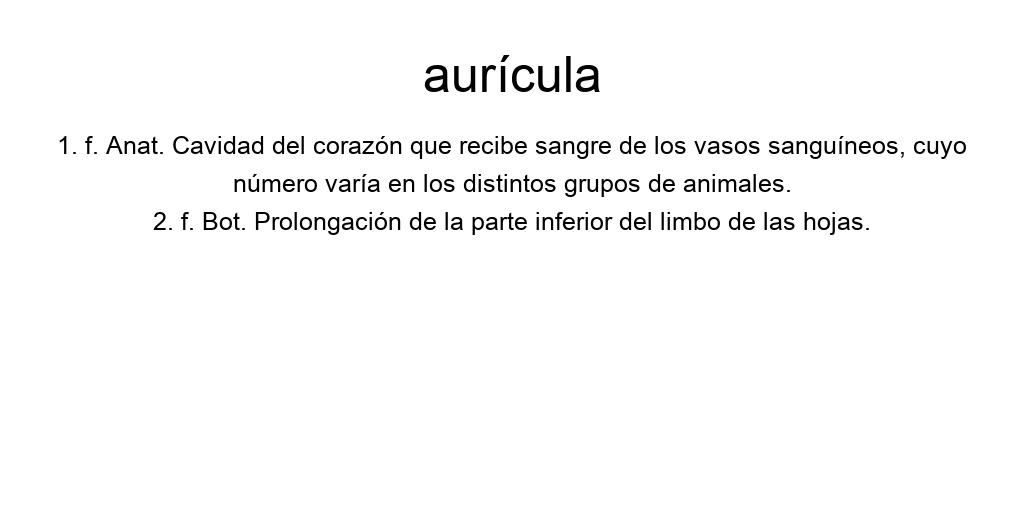 aurícula
1. f. Anat. Cavidad del corazón que recibe sangre de los vasos sanguíneos, cuyo
número varía en los distintos grupos de animales.
2. f. Bot. Prolongación de la parte inferior del limbo de las hojas.